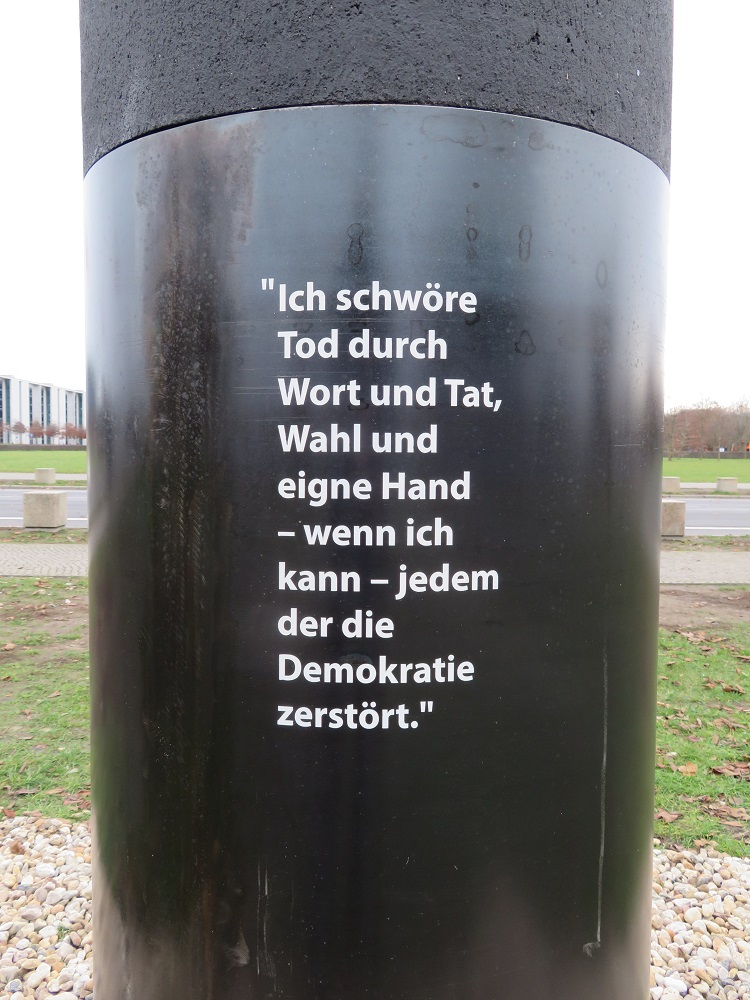 "Ich schwöre
Tod durch
Wort und Tat,
Wahl und
eigne Hand
– wenn ich
kann – jedem
der die
Demokratie
zerstört."